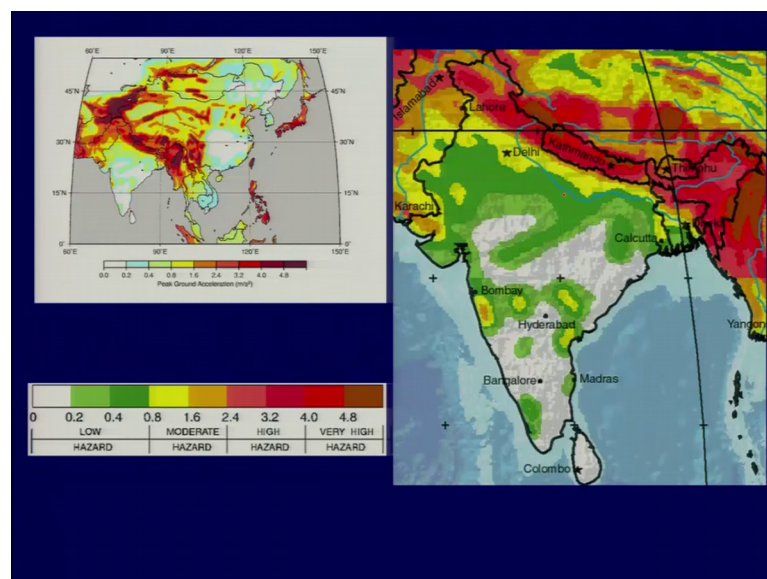 60˚E 90˚E 120˚E 150˚E
45˚N 45˚N
30˚N 30˚N
15˚N 15˚N
0˚ 0˚
60˚E 90˚E 120˚E 150˚E
0.0 0.2 0.4 0.8 1.6 2.4 3.2 4.0 4.8
Peak Ground Acceleration (m/s²)
Islamabad
Lahore
Delhi
Kathmandu
Thimphu
Karachi
Calcutta
Bombay
Hyderabad
Yangon
Bangalore
Madras
Colombo
0 0.2 0.4 0.8 1.6 2.4 3.2 4.0 4.8
LOW MODERATE HIGH VERY HIGH
HAZARD HAZARD HAZARD HAZARD